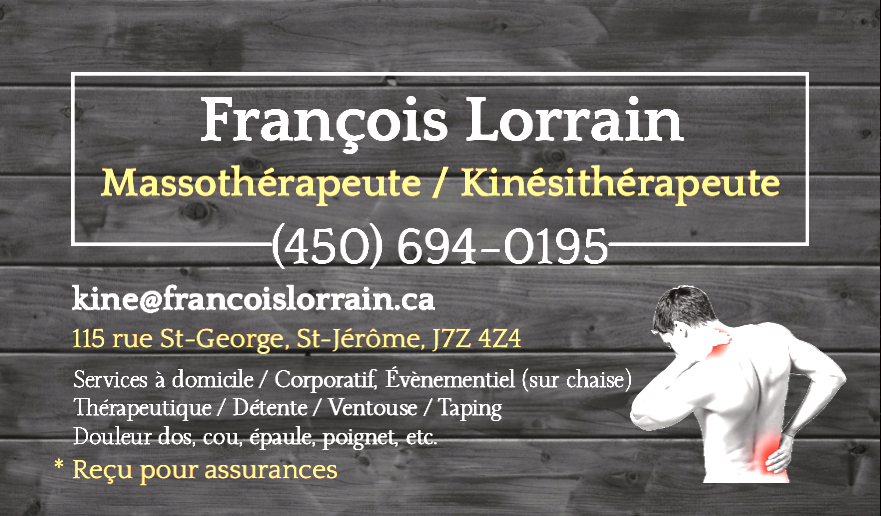 François Lorrain
Massothérapeute / Kinésithérapeute
(450) 694-0195
kine@francoislorrain.ca
115 rue St-George, St-Jérôme, J7Z 4Z4
Services à domicile / Corporatif, Évènementiel (sur chaise)
Thérapeutique / Détente / Ventouse / Taping
Douleur dos, cou, épaule, poignet, etc.
* Reçu pour assurances